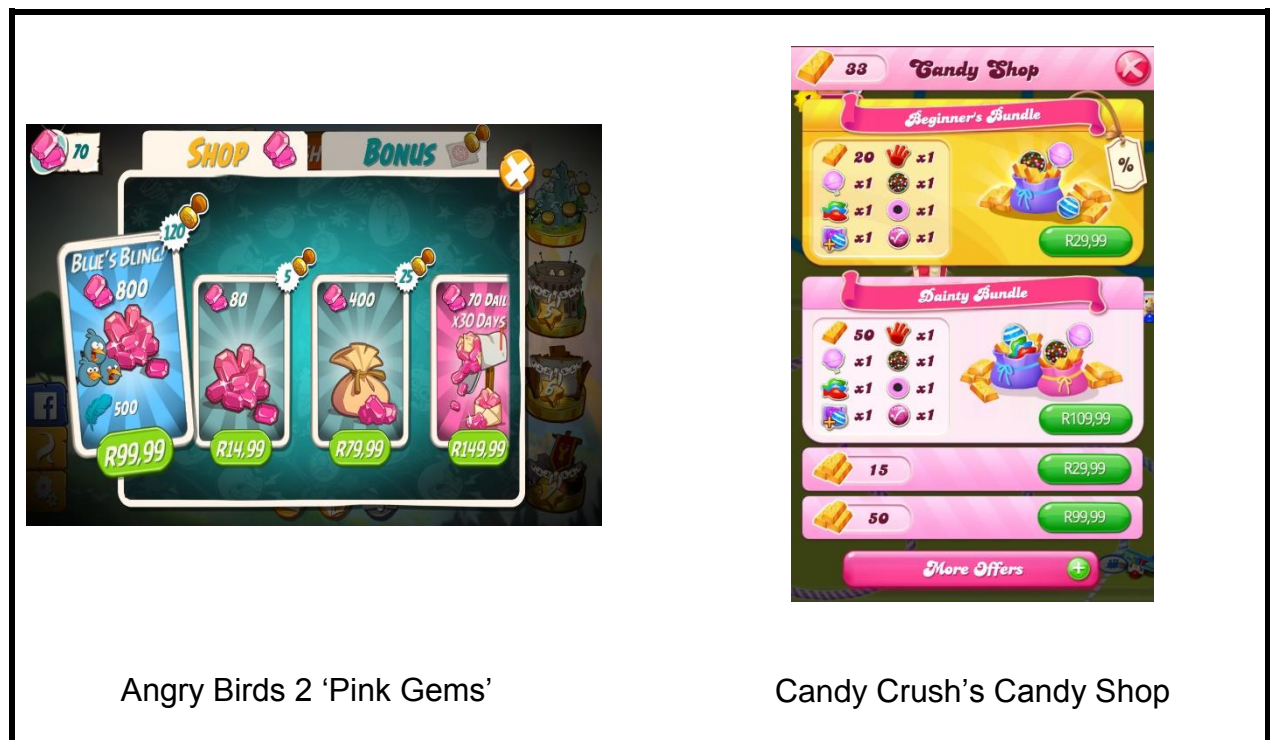 70
SHOP
BONUS
120
BLUE'S BLING!
800
500
R99,99
5
80
R14,99
25
400
R79,99
70 DAIL
X30 DAYS
R149,99
33 Candy Shop
Beginner's Bundle
%
20 x1
x1 x1
x1 x1
x1 x1
R29,99
Dainty Bundle
50 x1
x1 x1
x1 x1
x1 x1
R109,99
15 R29,99
50 R99,99
More Offers
Angry Birds 2 ‘Pink Gems’
Candy Crush’s Candy Shop